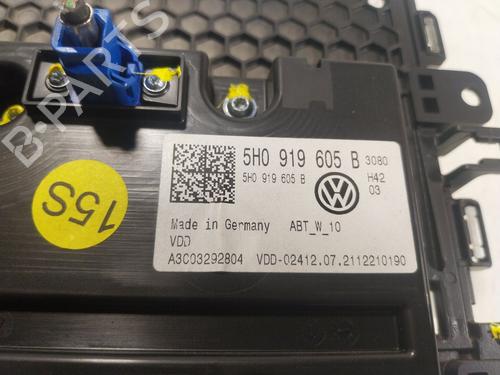 B-PARTS
5H0 919 605 B 3080
5H0 919 605 B H42
03
Made in Germany ABT_W_10
VDD
A3C03292804 VDD-02412.07.2112210190
15S